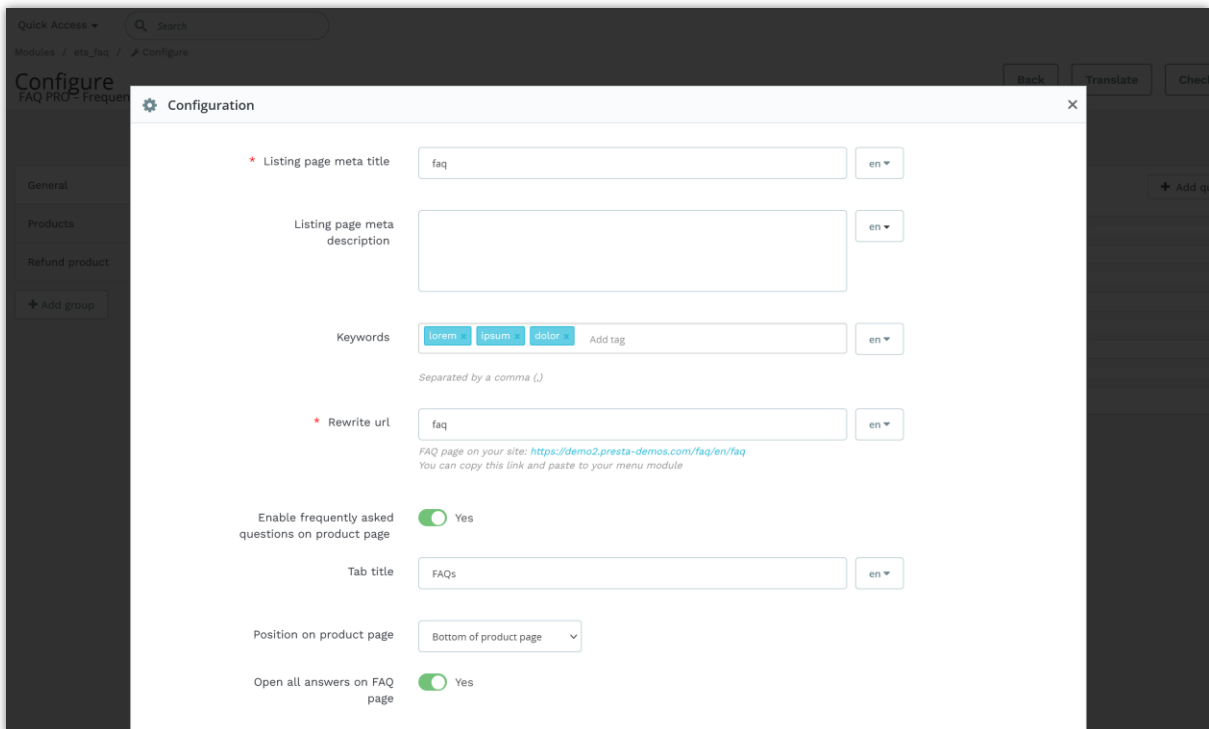 Quick Access
Search
Modules / ets_faq / Configure
Configure
Back
Translate
FAQ PRO - Frequen
Configuration
* Listing page meta title
faq
en
General
Add
Products
Listing page meta
description
en
Refund product
Add group
Keywords
lorem x ipsum x dolor x Add tag
en
Separated by a comma (,)
* Rewrite url
faq
en
FAQ page on your site: https://demo2.presta-demos.com/faq/en/faq
You can copy this link and paste to your menu module
Enable frequently asked
questions on product page
Yes
Tab title
FAQs
en
Position on product page
Bottom of product page
Open all answers on FAQ
page
Yes